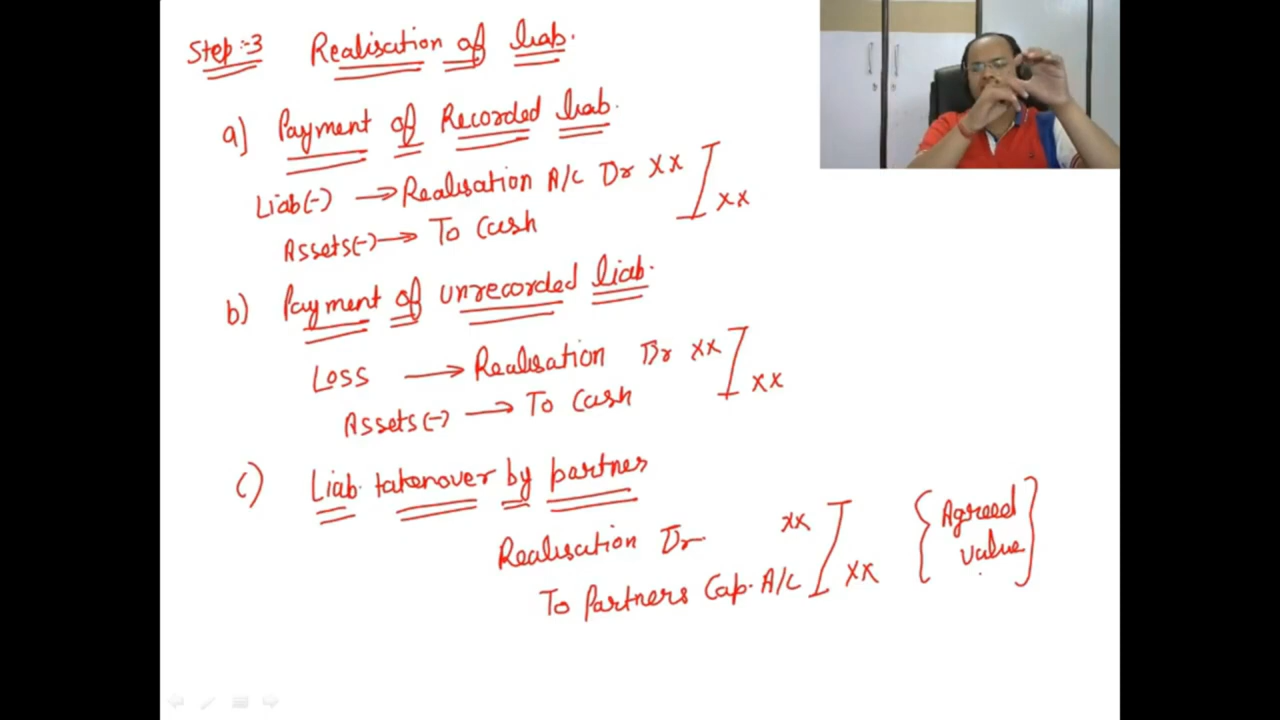 Step:-3 Realisation of liab.
a) Payment of Recorded liab.
Liab(-) → Realisation A/c Dr xx
Assets(-) → To Cash xx
b) Payment of unrecorded liab.
Loss → Realisation Dr xx
Assets(-) → To Cash xx
c) Liab. takenover by partner
Realisation Dr. xx
To Partners Cap. A/c xx
{Agreed
value}